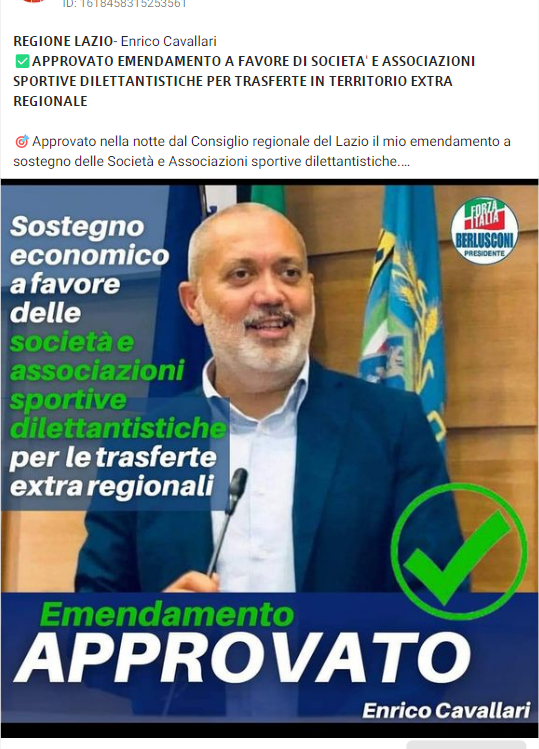 ID: 1618458315253561
REGIONE LAZIO- Enrico Cavallari
✅APPROVATO EMENDAMENTO A FAVORE DI SOCIETA' E ASSOCIAZIONI
SPORTIVE DILETTANTISTICHE PER TRASFERTE IN TERRITORIO EXTRA
REGIONALE
🎯 Approvato nella notte dal Consiglio regionale del Lazio il mio emendamento a
sostegno delle Società e Associazioni sportive dilettantistiche....
Sostegno
economico
a favore
delle
società e
associazioni
sportive
dilettantistiche
per le trasferte
extra regionali
FORZA
ITALIA
BERLUSCONI
PRESIDENTE
Emendamento
APPROVATO
Enrico Cavallari